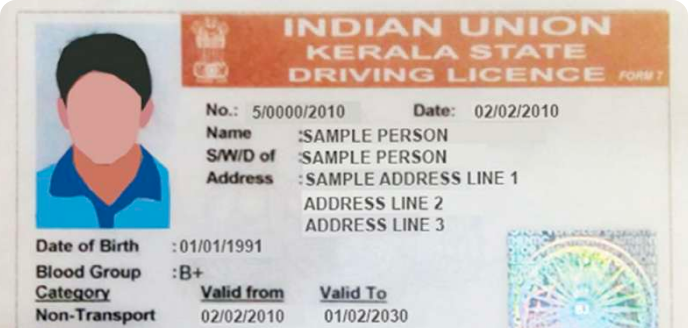 INDIAN UNION
KERALA STATE
DRIVING LICENCE FORM 7
No.: 5/0000/2010 Date: 02/02/2010
Name :SAMPLE PERSON
S/W/D of :SAMPLE PERSON
Address :SAMPLE ADDRESS LINE 1
ADDRESS LINE 2
ADDRESS LINE 3
Date of Birth :01/01/1991
Blood Group :B+
Category Valid from Valid To
Non-Transport 02/02/2010 01/02/2030